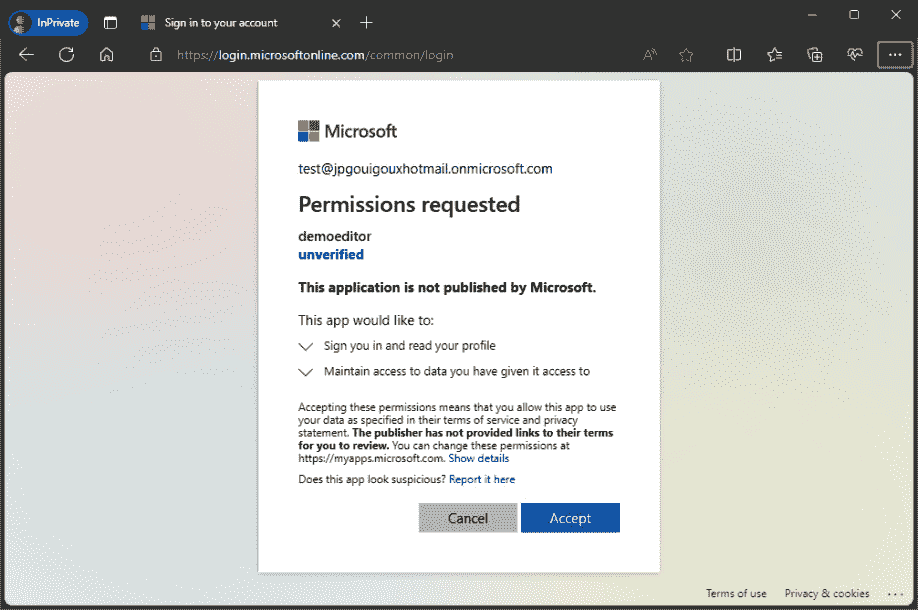 InPrivate
Sign in to your account
https://login.microsoftonline.com/common/login
Microsoft
test@jpgouigouxhotmail.onmicrosoft.com
Permissions requested
demoeditor
unverified
This application is not published by Microsoft.
This app would like to:
Sign you in and read your profile
Maintain access to data you have given it access to
Accepting these permissions means that you allow this app to use
your data as specified in their terms of service and privacy
statement. The publisher has not provided links to their terms
for you to review. You can change these permissions at
https://myapps.microsoft.com. Show details
Does this app look suspicious? Report it here
Cancel Accept
Terms of use Privacy & cookies ...